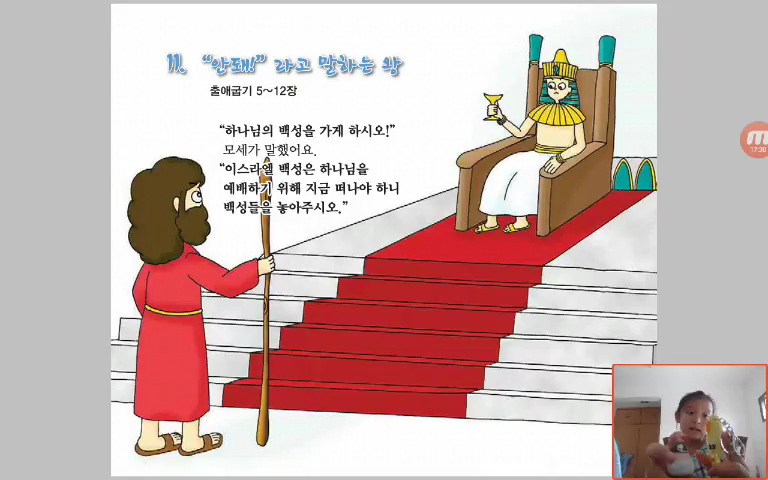 11. “안돼!” 라고 말하는 왕
출애굽기 5~12장
“하나님의 백성을 가게 하시오!”
모세가 말했어요.
“이스라엘 백성은 하나님을
예배하기 위해 지금 떠나야 하니
백성들을 놓아주시오.”
17:30